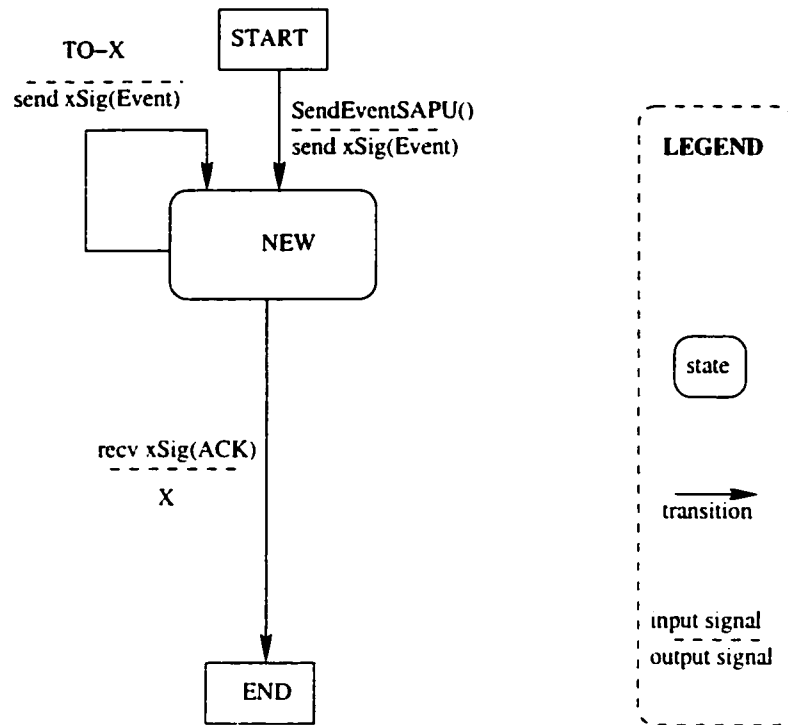 START
TO–X
send xSig(Event)
SendEventSAPU()
send xSig(Event)
NEW
recv xSig(ACK)
X
END
LEGEND
state
transition
input signal
output signal